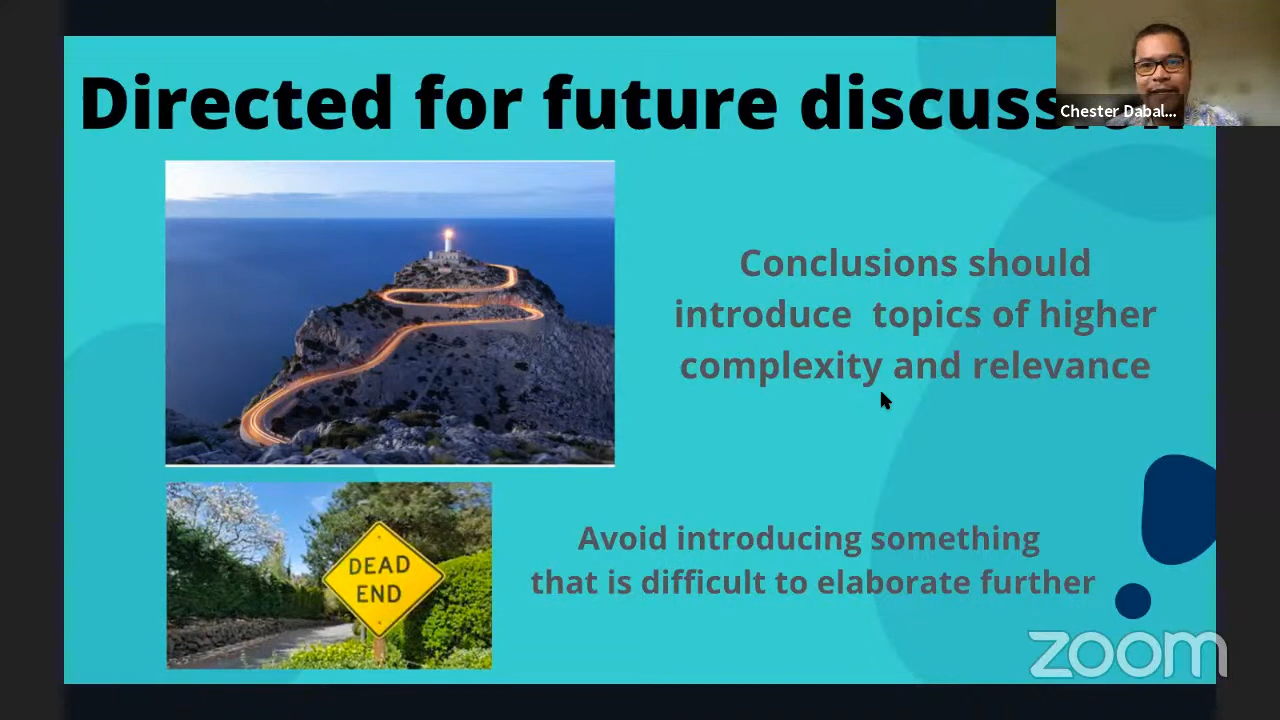 Directed for future discussion
Chester Dabal...
Conclusions should
introduce topics of higher
complexity and relevance
DEAD
END
Avoid introducing something
that is difficult to elaborate further
zoom